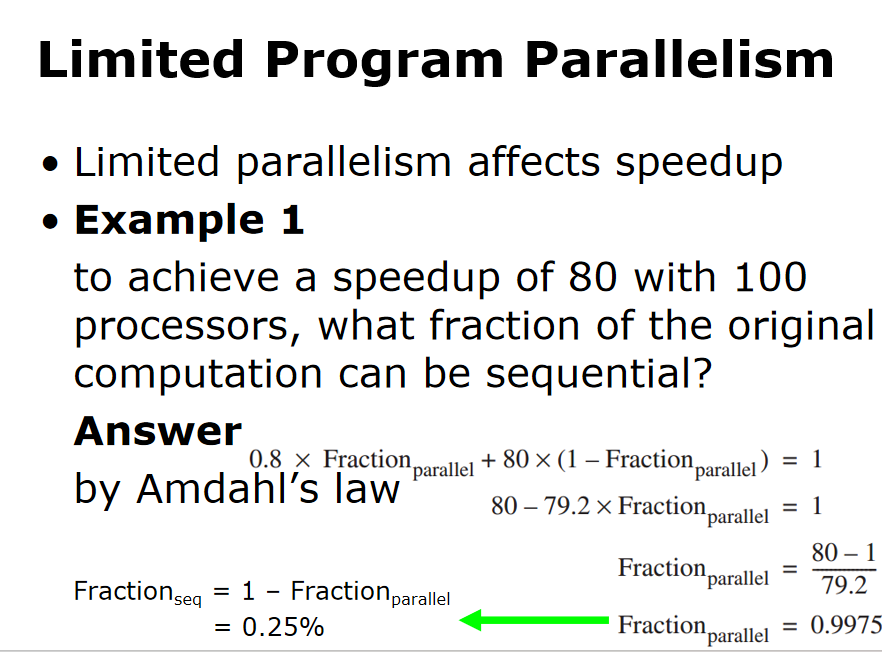 Limited Program Parallelism
• Limited parallelism affects speedup
• Example 1
to achieve a speedup of 80 with 100
processors, what fraction of the original
computation can be sequential?
Answer
by Amdahl’s law
0.8 × Fraction_parallel + 80 × (1 – Fraction_parallel) = 1
80 – 79.2 × Fraction_parallel = 1
Fraction_parallel = (80 – 1) / 79.2
Fraction_parallel = 0.9975
Fraction_seq = 1 – Fraction_parallel
= 0.25%